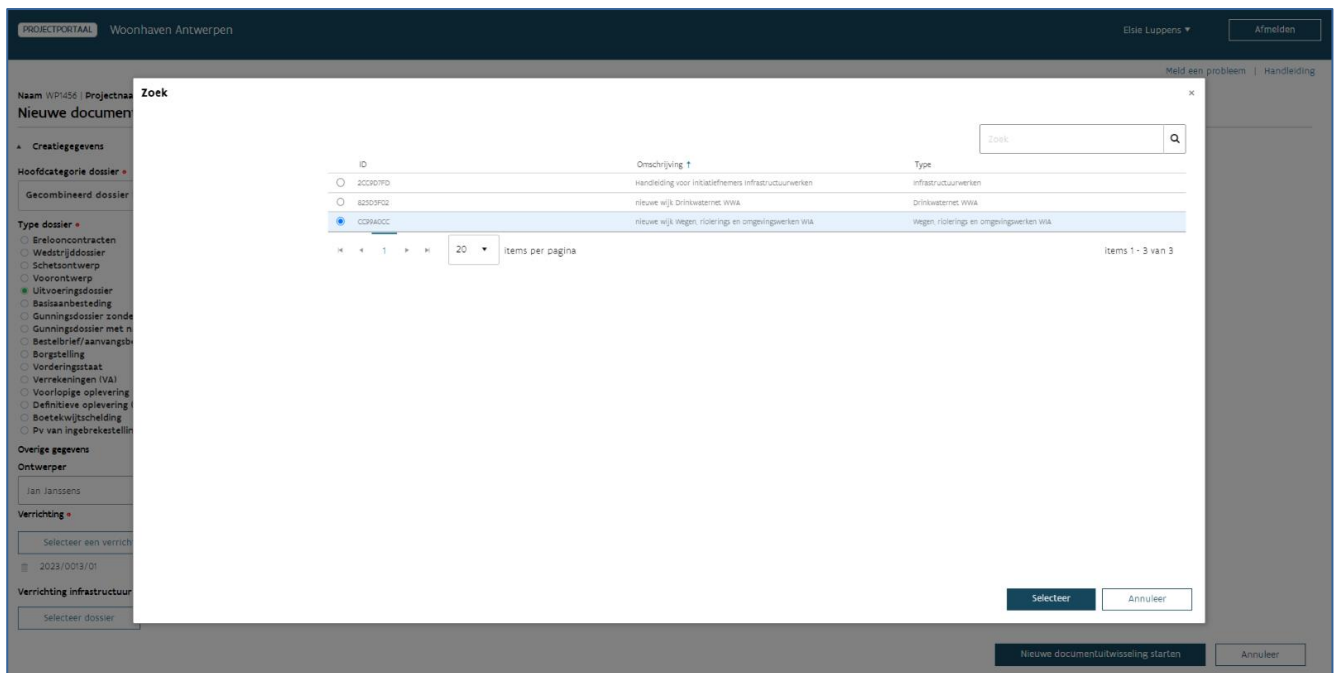 PROJECTPORTAAL Woonhaven Antwerpen
Elsie Luppens ▼
Afmelden
Meld een probleem | Handleiding
Naam WP1456 | Projectnaa
Nieuwe documen
Creatiegegevens
Hoofdcategorie dossier •
Gecombineerd dossier
Type dossier •
Erelooncontracten
Wedstrijddossier
Schetsontwerp
Voorontwerp
Uitvoeringsdossier
Basisaanbesteding
Gunningsdossier zonde
Gunningsdossier met n
Bestelbrief/aanvangsb
Borgstelling
Vorderingsstaat
Verrekeningen (VA)
Voorlopige oplevering
Definitieve oplevering (
Boetekwijtschelding
Pv van ingebrekestellin
Overige gegevens
Ontwerper
Jan Janssens
Verrichting •
Selecteer een verrich
2023/0013/01
Verrichting infrastructuur
Selecteer dossier
Zoek
×
Zoek
ID Omschrijving ↑ Type
2CC9D7FD Handleiding voor initiatiefnemers infrastructuurwerken infrastructuurwerken
825D5F02 nieuwe wijk Drinkwaternet WWA Drinkwaternet WWA
CC99A0CC nieuwe wijk Wegen, riolerings en omgevingswerken WIA Wegen, riolerings en omgevingswerken WIA
1 20 ▼ items per pagina items 1 - 3 van 3
Selecteer Annuleer
Nieuwe documentuitwisseling starten Annuleer